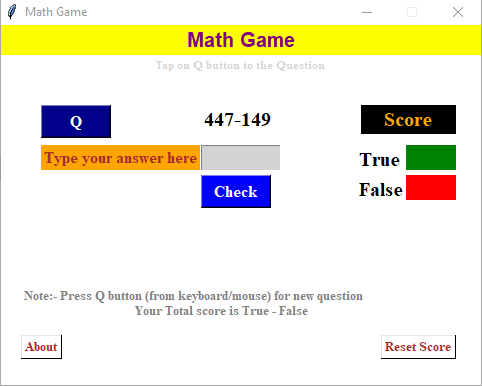 Math Game
Math Game
Tap on Q button to the Question
Q 447-149 Score
Type your answer here True
Check False
Note:- Press Q button (from keyboard/mouse) for new question
Your Total score is True - False
About Reset Score